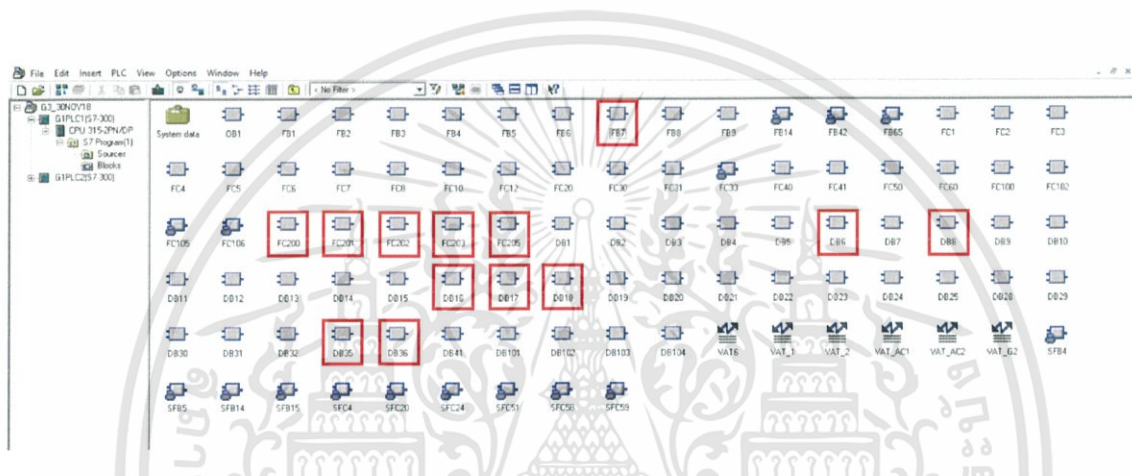 File Edit Insert PLC View Options Window Help
< No Filter >
G3_30NOV18
G1PLC1(S7-300)
CPU 315-2PN/DP
S7 Program(1)
Sources
Blocks
G1PLC2(S7-300)
System data OB1 FB1 FB2 FB3 FB4 FB5 FB6 FB7 FB8 FB9 FB14 FB42 FB65 FC1 FC2 FC3
FC4 FC5 FC6 FC7 FC8 FC10 FC12 FC20 FC30 FC31 FC33 FC40 FC41 FC50 FC60 FC100 FC102
FC105 FC106 FC200 FC201 FC202 FC203 FC205 DB1 DB2 DB3 DB4 DB5 DB6 DB7 DB8 DB9 DB10
DB11 DB12 DB13 DB14 DB15 DB16 DB17 DB18 DB19 DB20 DB21 DB22 DB23 DB24 DB25 DB28 DB29
DB30 DB31 DB32 DB35 DB36 DB41 DB101 DB102 DB103 DB104 VAT6 VAT_1 VAT_2 VAT_AC1 VAT_AC2 VAT_G2 SFB4
SFB5 SFB14 SFB15 SFC4 SFC20 SFC24 SFC51 SFC58 SFC59